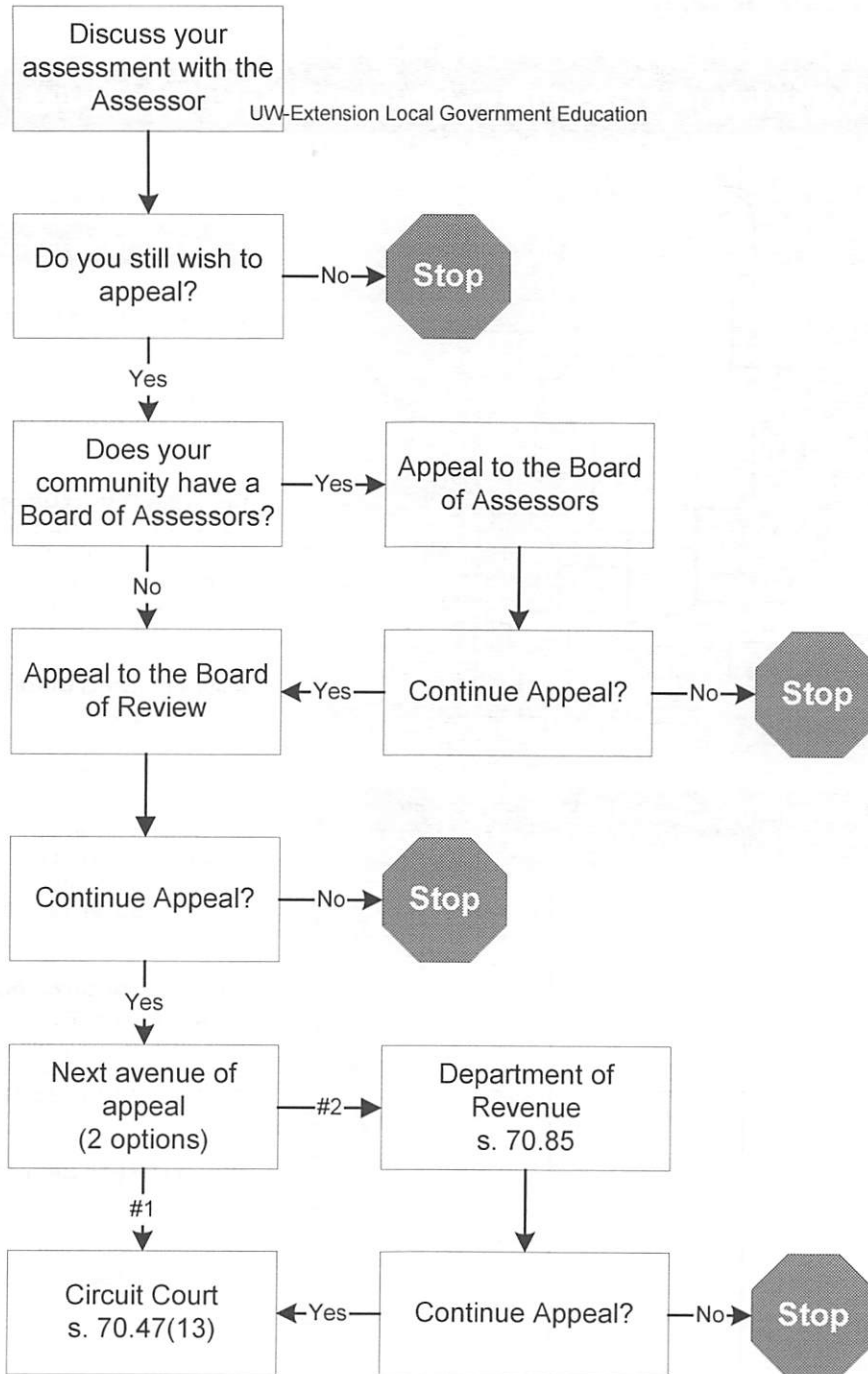 Discuss your
assessment with the
Assessor
UW-Extension Local Government Education
Do you still wish to
appeal?
No
Stop
Yes
Does your
community have a
Board of Assessors?
Yes
Appeal to the Board
of Assessors
No
Appeal to the Board
of Review
Yes
Continue Appeal?
No
Stop
Continue Appeal?
No
Stop
Yes
Next avenue of
appeal
(2 options)
#2
Department of
Revenue
s. 70.85
#1
Circuit Court
s. 70.47(13)
Yes
Continue Appeal?
No
Stop